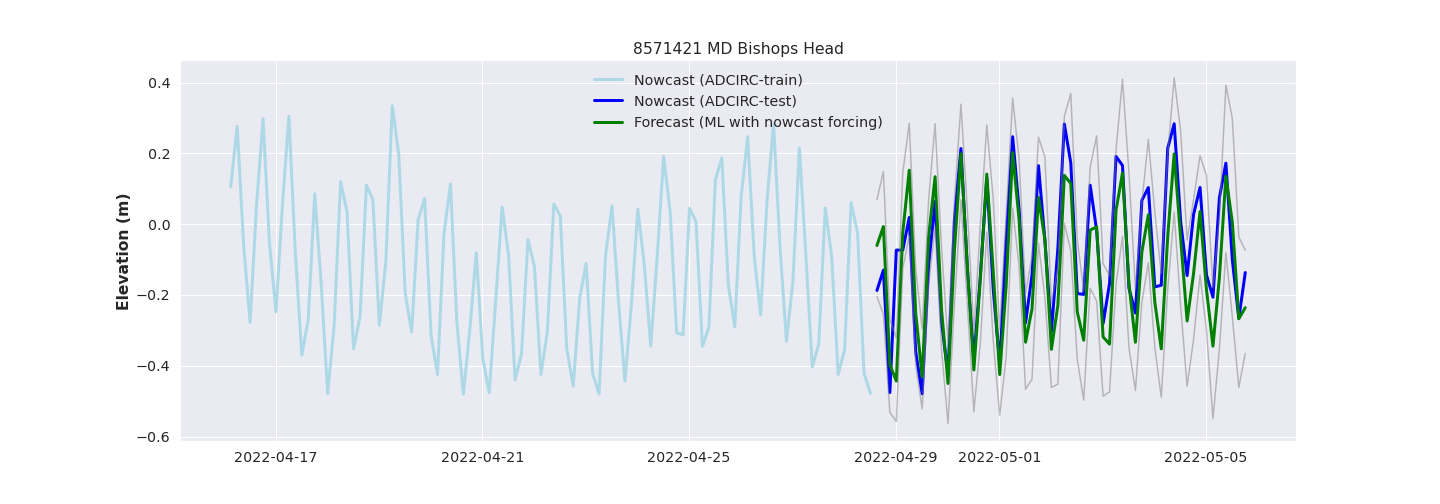 8571421 MD Bishops Head
Nowcast (ADCIRC-train)
Nowcast (ADCIRC-test)
Forecast (ML with nowcast forcing)
Elevation (m)
0.4
0.2
0.0
−0.2
−0.4
−0.6
2022-04-17
2022-04-21
2022-04-25
2022-04-29
2022-05-01
2022-05-05